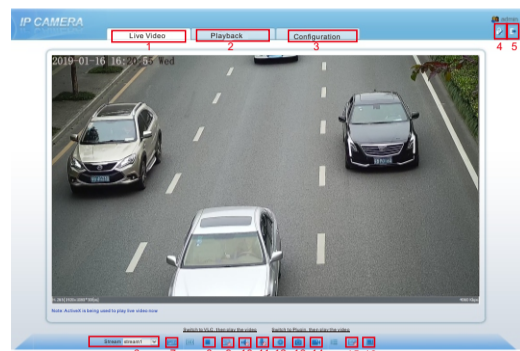 IP CAMERA
admin
Live Video
Playback
Configuration
1
2
3
4 5
2019-01-16 16:20:55 Wed
Note: ActiveX is being used to play live video now
Switch to VLC, then play the video
Switch to Plugin, then play the video
Stream stream1